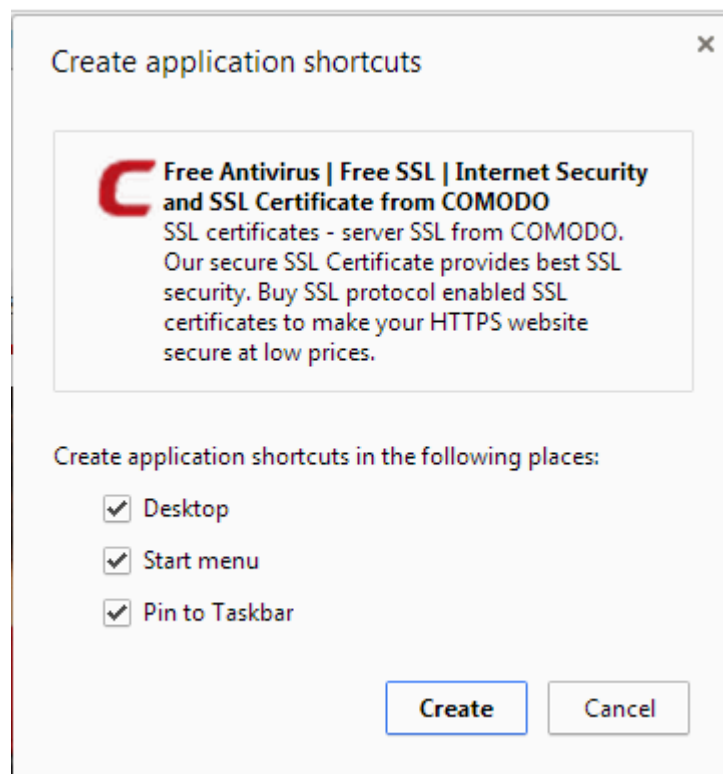 Create application shortcuts
Free Antivirus | Free SSL | Internet Security
and SSL Certificate from COMODO
SSL certificates - server SSL from COMODO.
Our secure SSL Certificate provides best SSL
security. Buy SSL protocol enabled SSL
certificates to make your HTTPS website
secure at low prices.
Create application shortcuts in the following places:
Desktop
Start menu
Pin to Taskbar
Create
Cancel